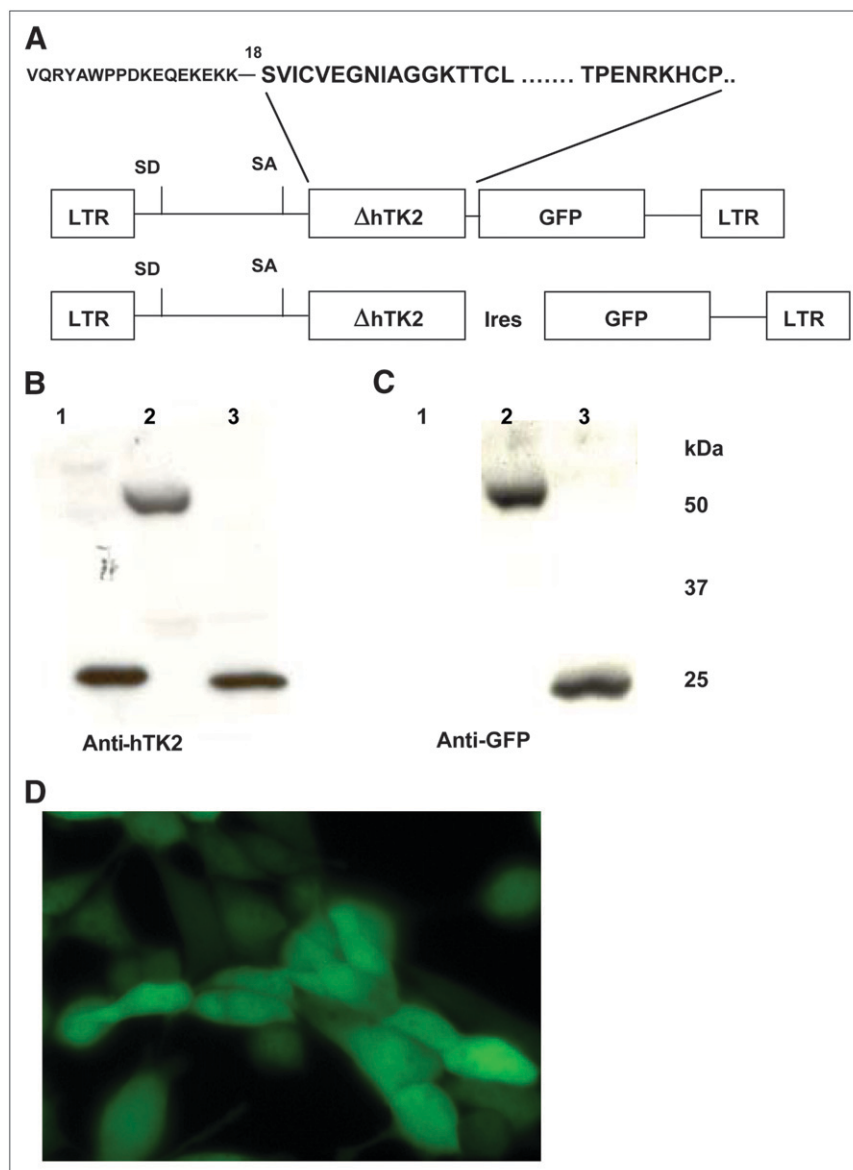 A
18
VQRYAWPPDKEQEKEKK— SVICVEGNIAGGKTTCL ....... TPENRKHCP..
SD SA
LTR ΔhTK2 GFP LTR
SD SA
LTR ΔhTK2 Ires GFP LTR
B C
1 2 3 1 2 3
kDa
50
37
25
Anti-hTK2 Anti-GFP
D